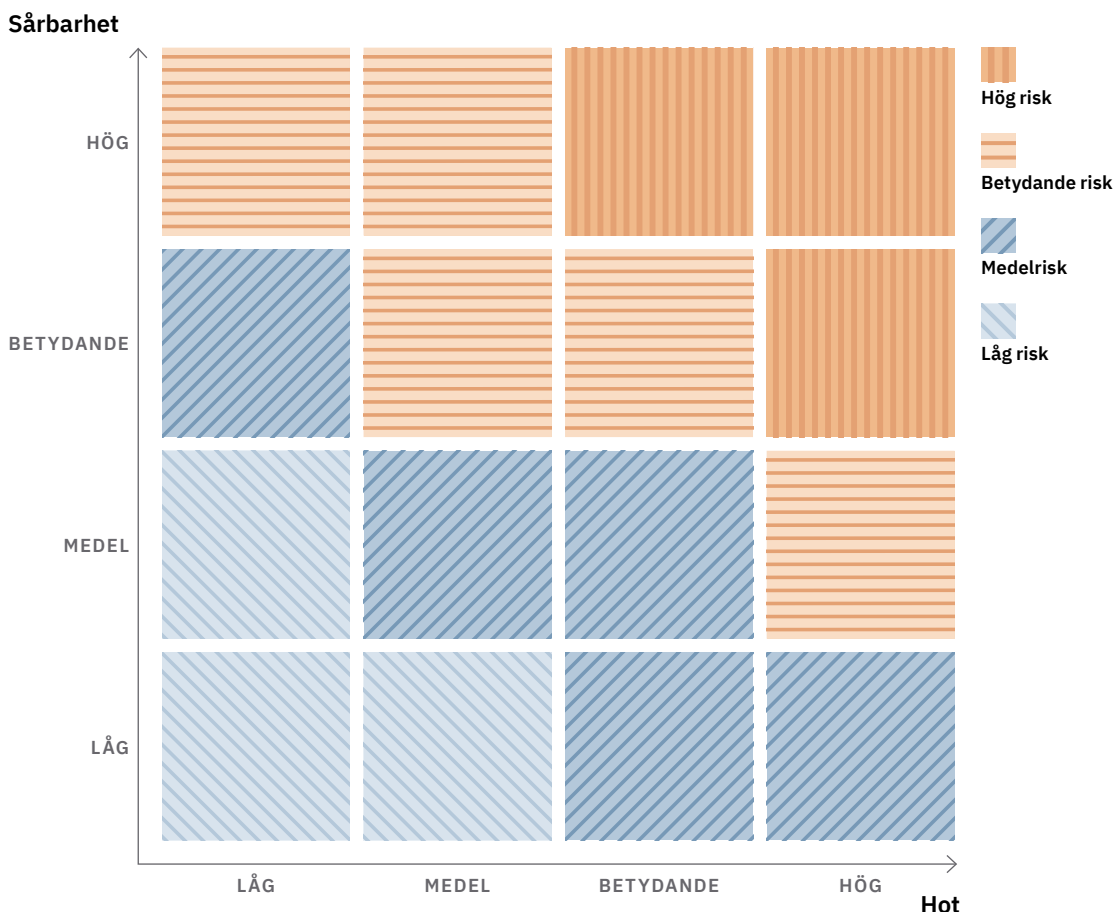 Sårbarhet
HÖG
BETYDANDE
MEDEL
LÅG
LÅG
MEDEL
BETYDANDE
HÖG
Hot
Hög risk
Betydande risk
Medelrisk
Låg risk